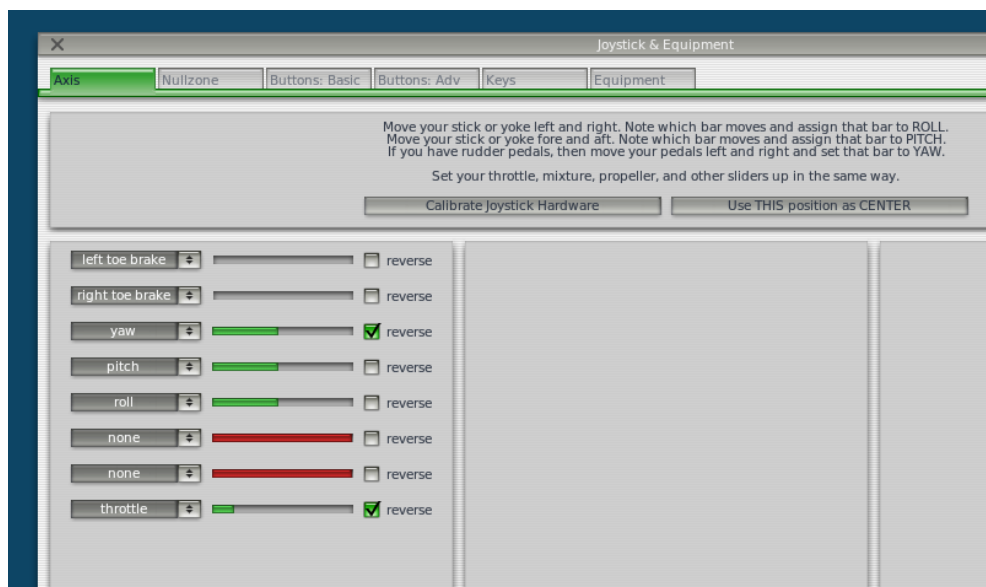 Joystick & Equipment
Axis
Nullzone
Buttons: Basic
Buttons: Adv
Keys
Equipment
Move your stick or yoke left and right. Note which bar moves and assign that bar to ROLL.
Move your stick or yoke fore and aft. Note which bar moves and assign that bar to PITCH.
If you have rudder pedals, then move your pedals left and right and set that bar to YAW.
Set your throttle, mixture, propeller, and other sliders up in the same way.
Calibrate Joystick Hardware
Use THIS position as CENTER
left toe brake reverse
right toe brake reverse
yaw reverse
pitch reverse
roll reverse
none reverse
none reverse
throttle reverse